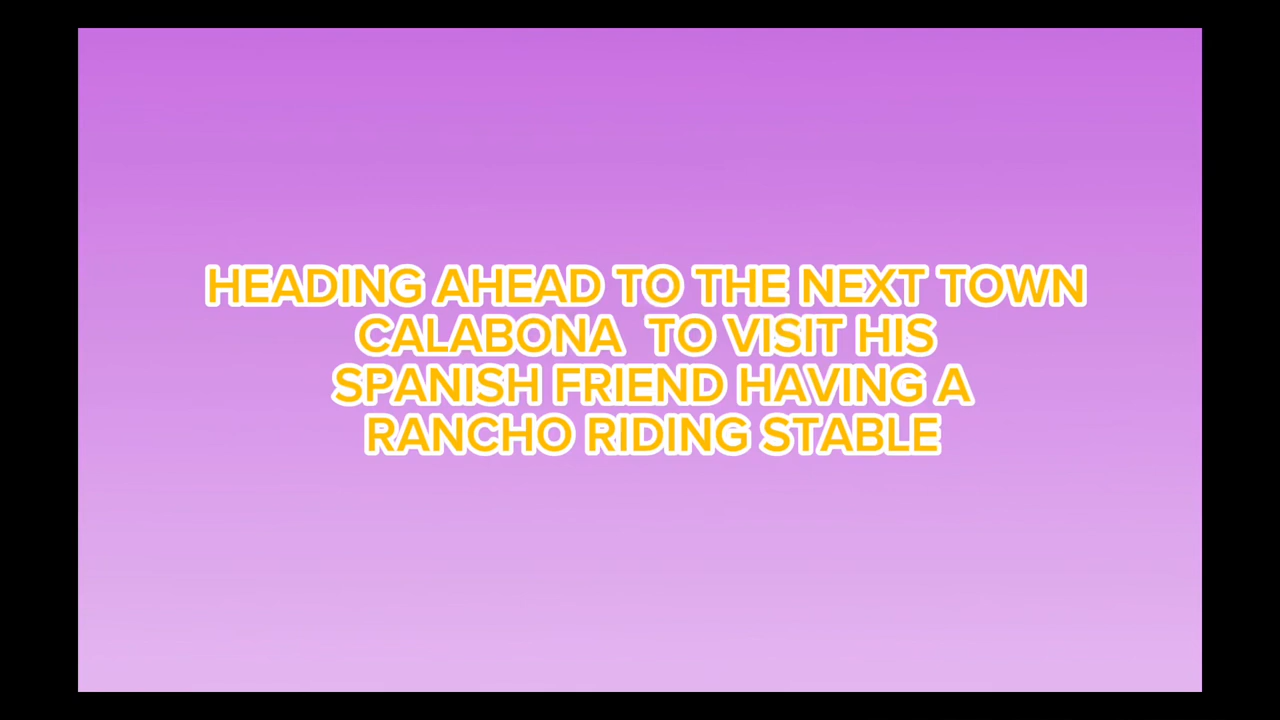 HEADING AHEAD TO THE NEXT TOWN
CALABONA  TO VISIT HIS
SPANISH FRIEND HAVING A
RANCHO RIDING STABLE